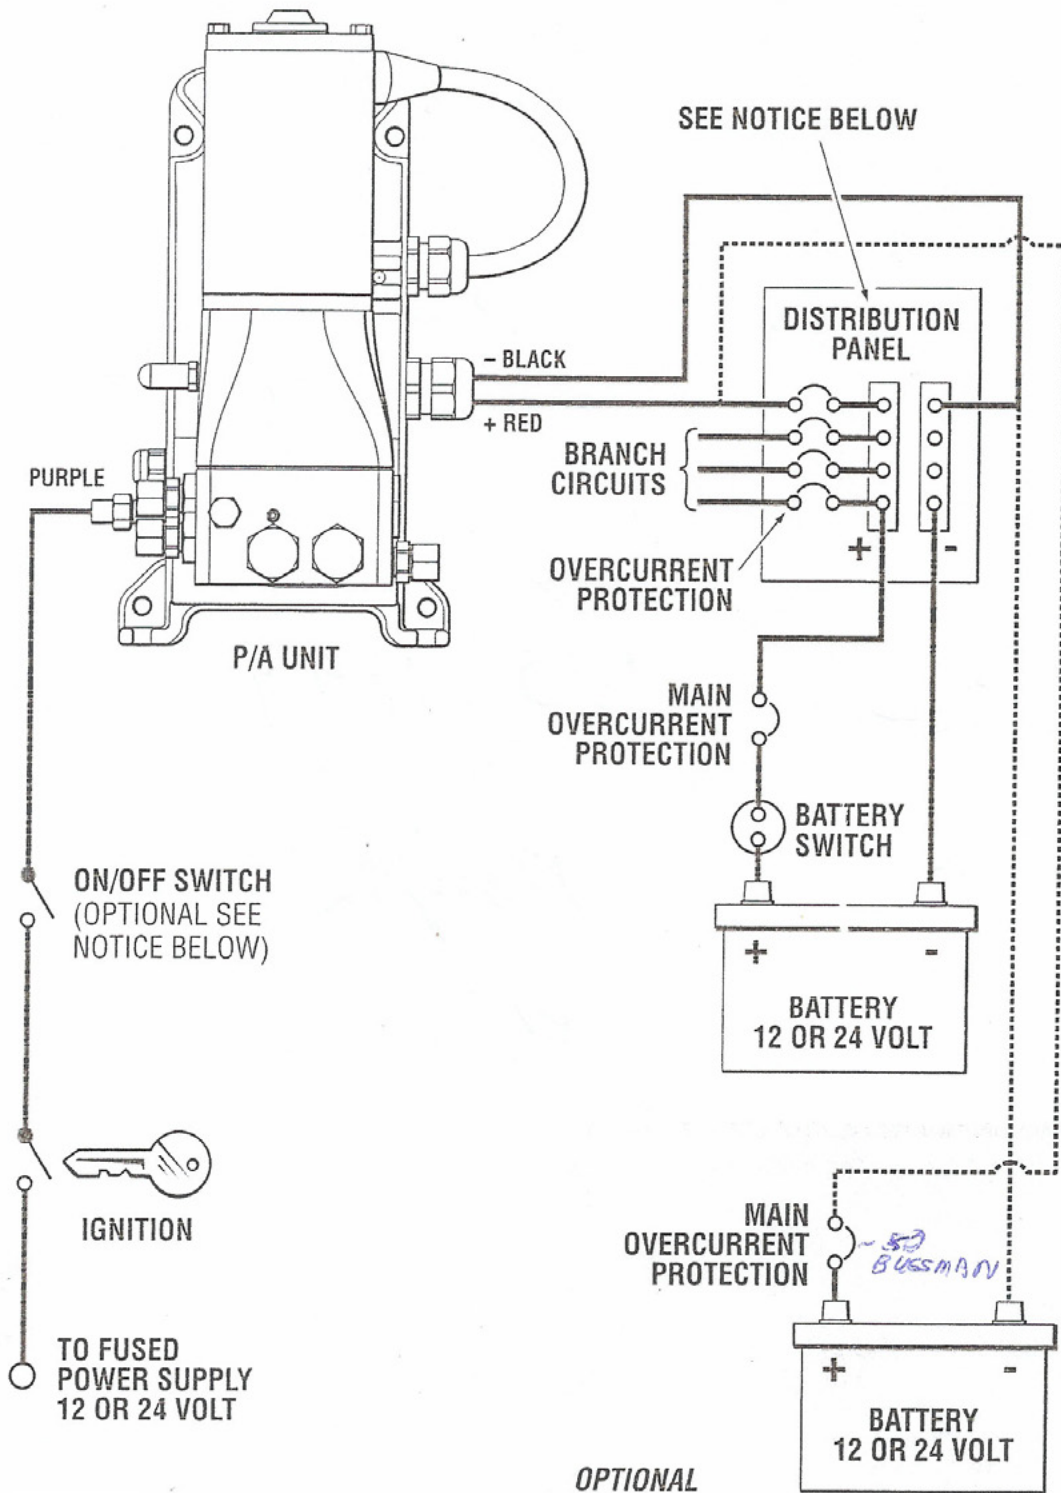 SEE NOTICE BELOW
DISTRIBUTION
PANEL
– BLACK
+ RED
BRANCH
CIRCUITS
PURPLE
+ -
OVERCURRENT
PROTECTION
P/A UNIT
MAIN
OVERCURRENT
PROTECTION
BATTERY
SWITCH
ON/OFF SWITCH
(OPTIONAL SEE
NOTICE BELOW)
+ -
BATTERY
12 OR 24 VOLT
IGNITION
MAIN
OVERCURRENT
PROTECTION
BUSSMAN
TO FUSED
POWER SUPPLY
12 OR 24 VOLT
+ -
BATTERY
12 OR 24 VOLT
OPTIONAL